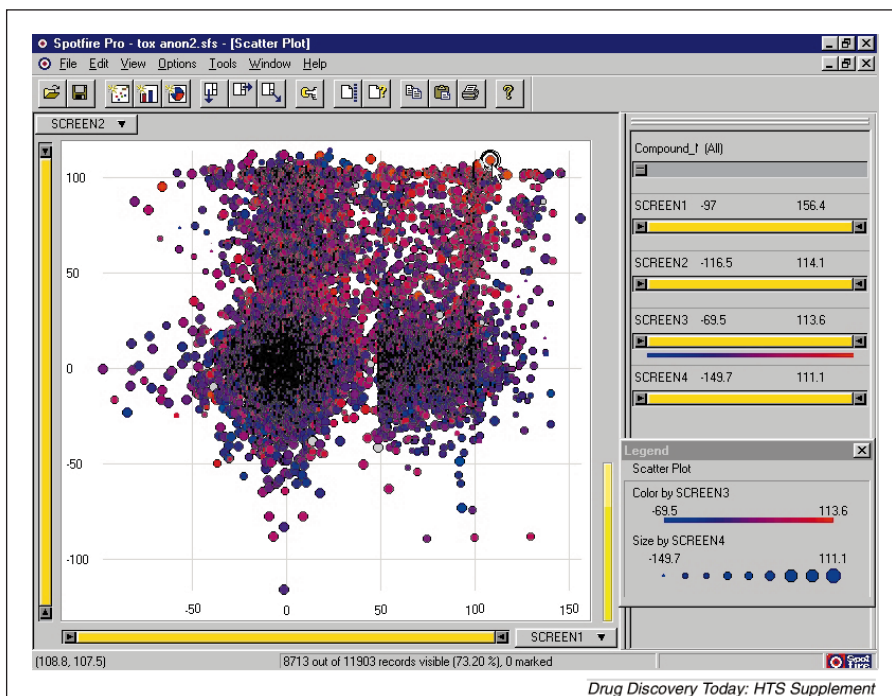 Spotfire Pro - tox anon2.sfs - [Scatter Plot]
File Edit View Options Tools Window Help
SCREEN2
100
50
0
-50
-100
-50 0 50 100 150
SCREEN1
Compound_ (All)
SCREEN1 -97 156.4
SCREEN2 -116.5 114.1
SCREEN3 -69.5 113.6
SCREEN4 -149.7 111.1
Legend
Scatter Plot
Color by SCREEN3
-69.5 113.6
Size by SCREEN4
-149.7 111.1
(108.8, 107.5)
8713 out of 11903 records visible (73.20 %), 0 marked
Spotfire
Drug Discovery Today: HTS Supplement